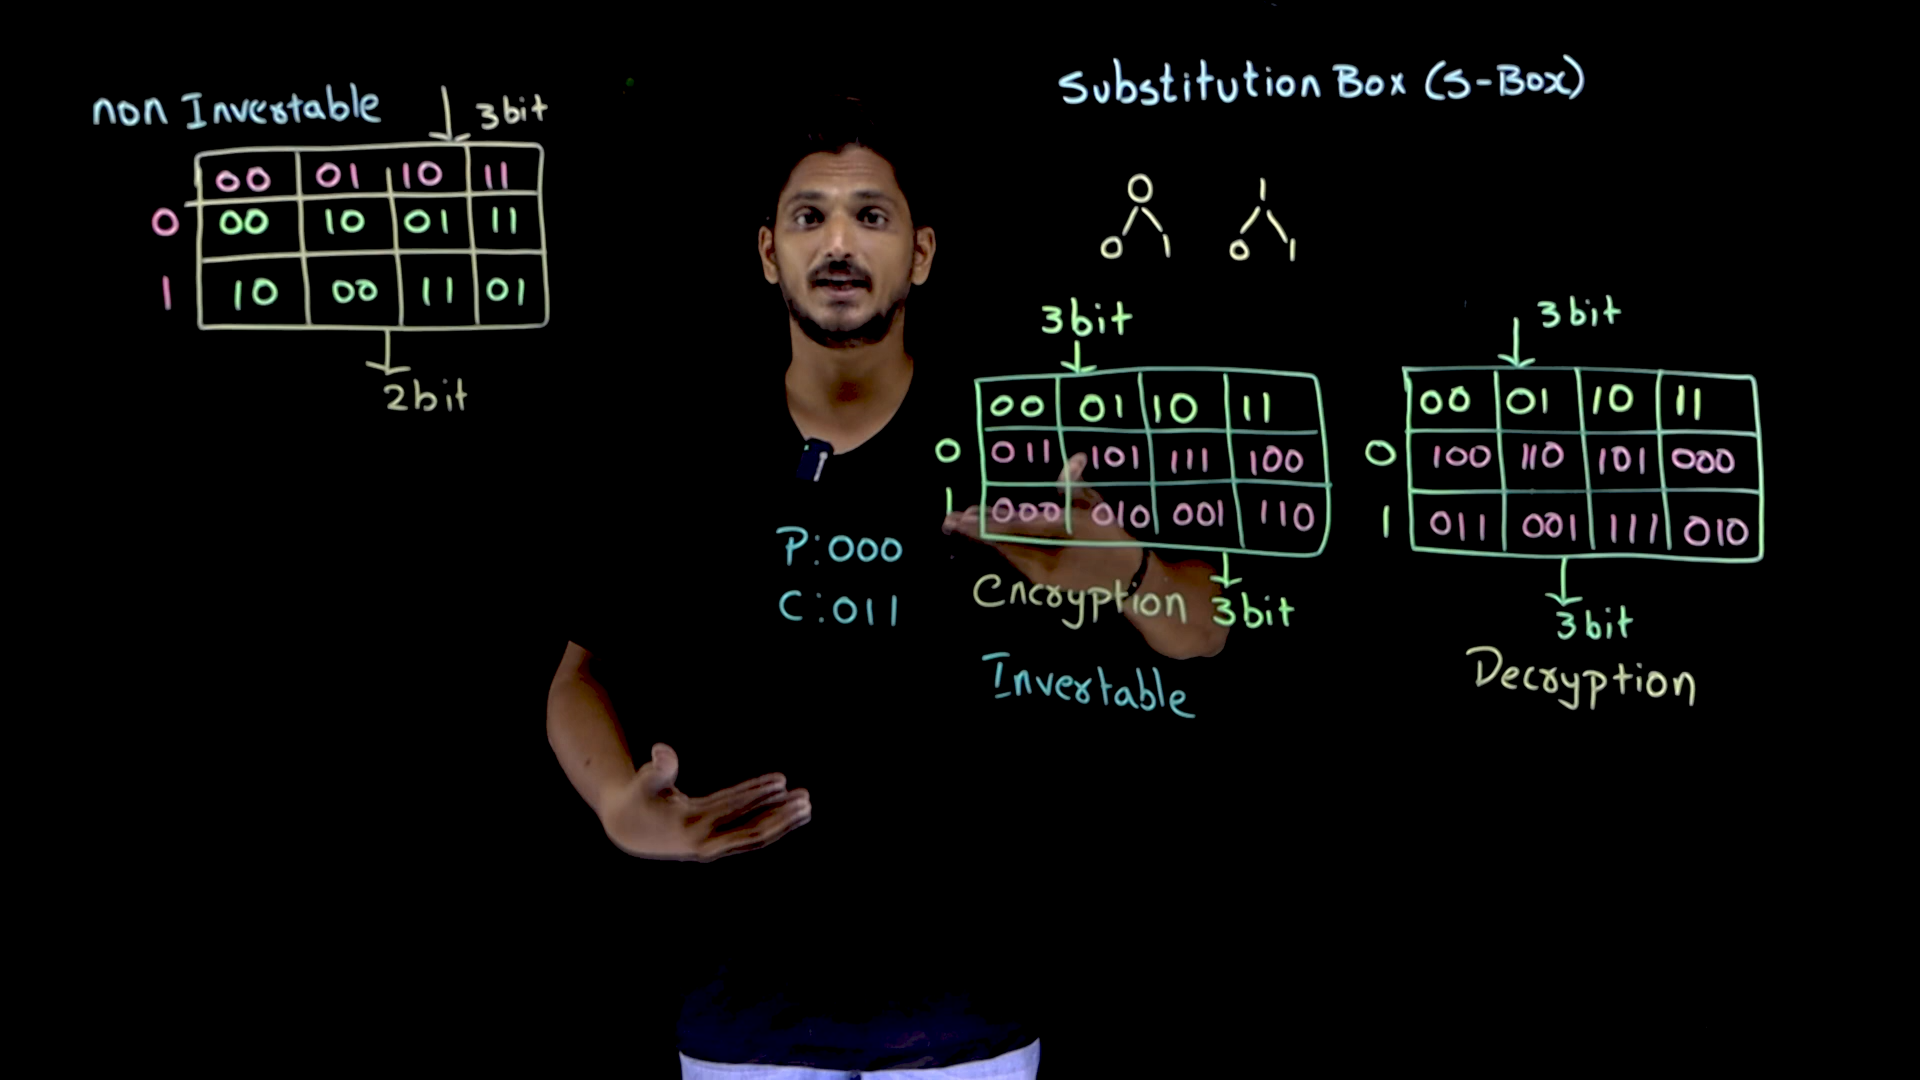 Substitution Box (S-Box)
non Invertable
3bit
00 01 10 11
0 00 10 01 11
1 10 00 11 01
2bit
0 1
0 1 0 1
3bit
00 01 10 11
0 011 101 111 100
1 000 010 001 110
Encryption 3bit
Invertable
3bit
00 01 10 11
0 100 110 101 000
1 011 001 111 010
3bit
Decryption
P:000
C:011